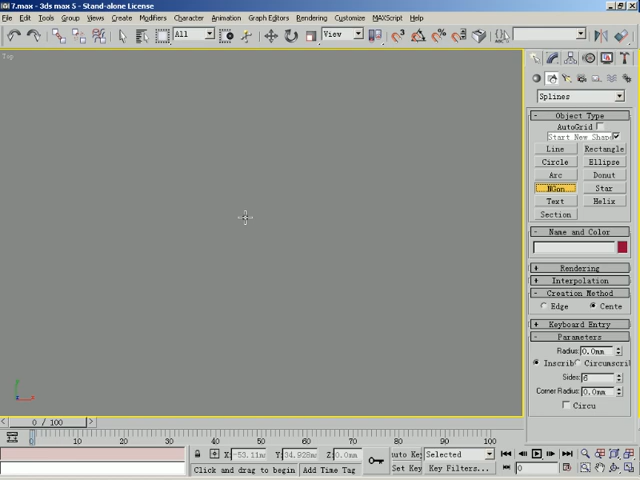 7.max - 3ds max 5 - Stand-alone License
File Edit Tools Group Views Create Modifiers Character Animation Graph Editors Rendering Customize MAXScript Help
All View
Top
Splines
- Object Type
AutoGrid
Start New Shape
Line Rectangle
Circle Ellipse
Arc Donut
NGon Star
Text Helix
Section
- Name and Color
+ Rendering
+ Interpolation
- Creation Method
Edge Cente
+ Keyboard Entry
- Parameters
Radius: 0.0mm
Inscrib Circumscri
Sides: 6
Corner Radius: 0.0mm
Circu
< 0 / 100 >
0 10 20 30 40 50 60 70 80 90 100
X: -53.11m Y: 34.928m Z: 0.0mm
Click and drag to begin Add Time Tag
uto Key Selected
Set Key Key Filters...
0